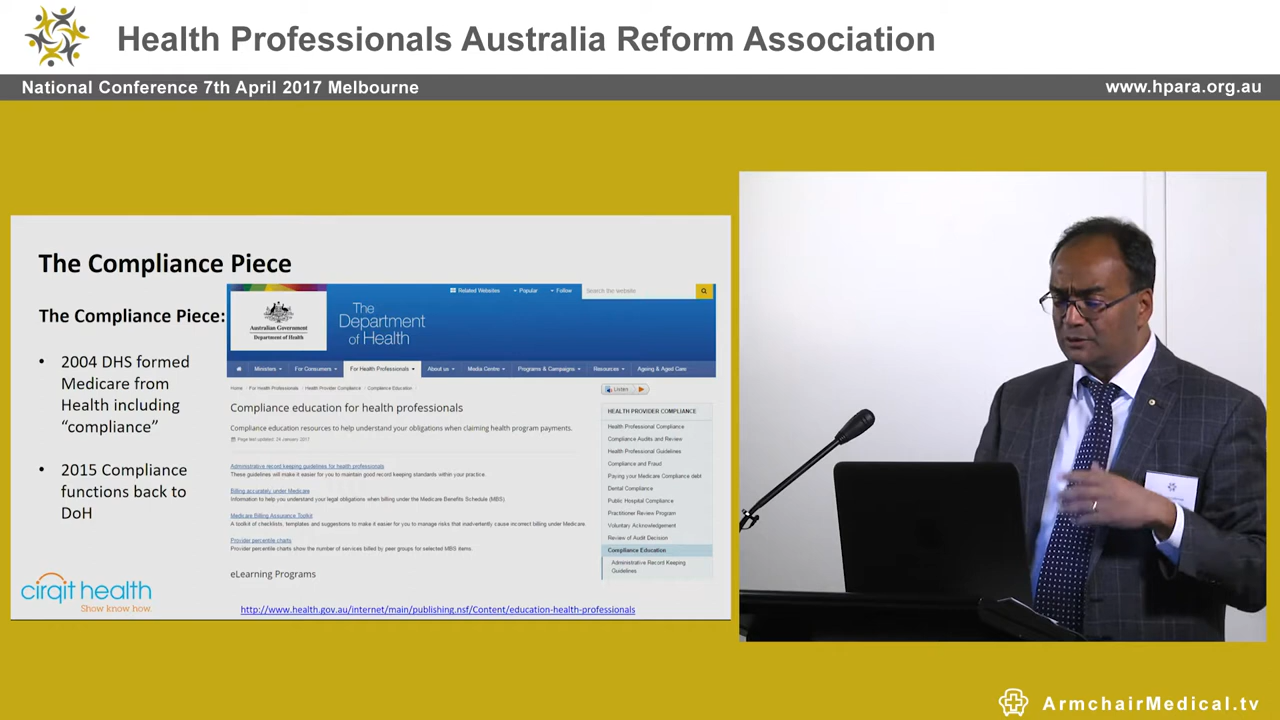 Health Professionals Australia Reform Association
National Conference 7th April 2017 Melbourne
www.hpara.org.au
The Compliance Piece
The Compliance Piece:
• 2004 DHS formed
Medicare from
Health including
“compliance”
• 2015 Compliance
functions back to
DoH
cirqit health
Show know how.
Related Websites
Popular
Follow
Search the website
Australian Government
Department of Health
The
Department
of Health
Ministers
For Consumers
For Health Professionals
About us
Media Centre
Programs & Campaigns
Resources
Ageing & Aged Care
Home
For Health Professionals
Health Provider Compliance
Compliance Education
Listen
Compliance education for health professionals
Compliance education resources to help understand your obligations when claiming health program payments.
Page last updated: 24 January 2017
Administrative record keeping guidelines for health professionals
These guidelines will make it easier for you to maintain good record keeping standards within your practice.
Billing accurately under Medicare
Information to help you understand your legal obligations when billing under the Medicare Benefits Schedule (MBS)
Medicare Billing Assurance Toolkit
A toolkit of checklists, templates and suggestions to make it easier for you to manage risks that inadvertently cause incorrect billing under Medicare.
Provider percentile charts
Provider percentile charts show the number of services billed by peer groups for selected MBS items.
eLearning Programs
HEALTH PROVIDER COMPLIANCE
Health Professional Compliance
Compliance Audits and Review
Health Professional Guidelines
Compliance and Fraud
Paying your Medicare Compliance debt
Dental Compliance
Public Hospital Compliance
Practitioner Review Program
Voluntary Acknowledgement
Review of Audit Decision
Compliance Education
Administrative Record Keeping
Guidelines
http://www.health.gov.au/internet/main/publishing.nsf/Content/education-health-professionals
ArmchairMedical.tv